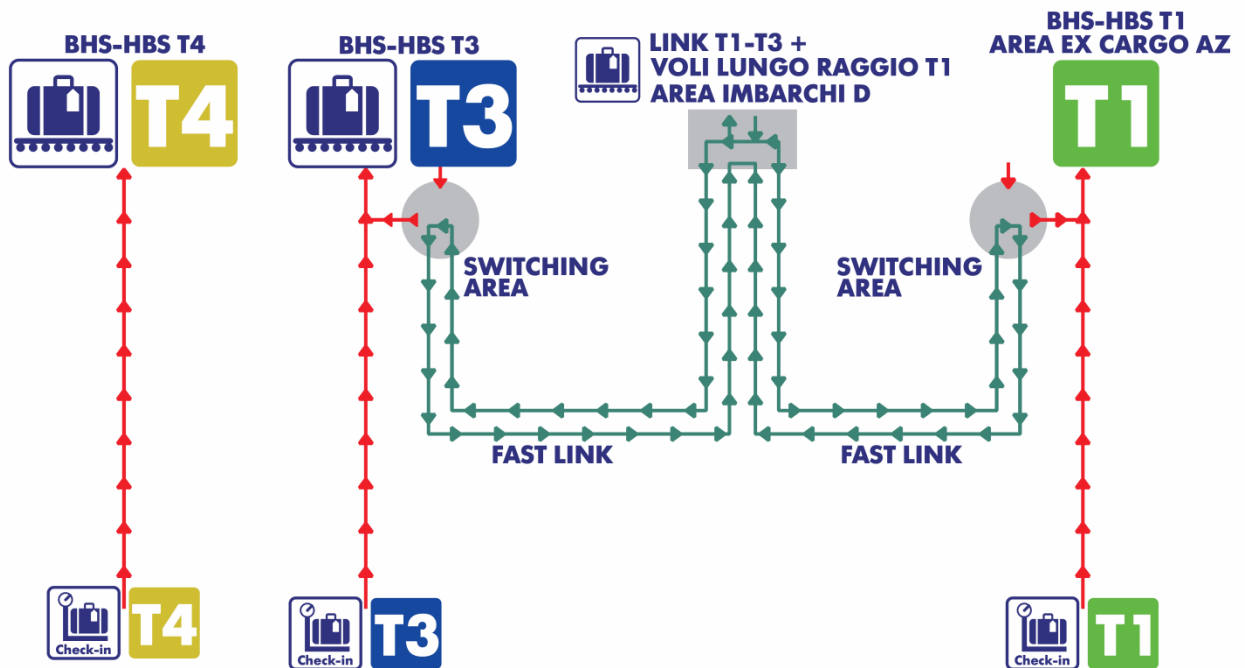 BHS-HBS T4
T4
BHS-HBS T3
T3
LINK T1-T3 +
VOLI LUNGO RAGGIO T1
AREA IMBARCHI D
BHS-HBS T1
AREA EX CARGO AZ
T1
SWITCHING
AREA
SWITCHING
AREA
FAST LINK
FAST LINK
Check-in
T4
Check-in
T3
Check-in
T1